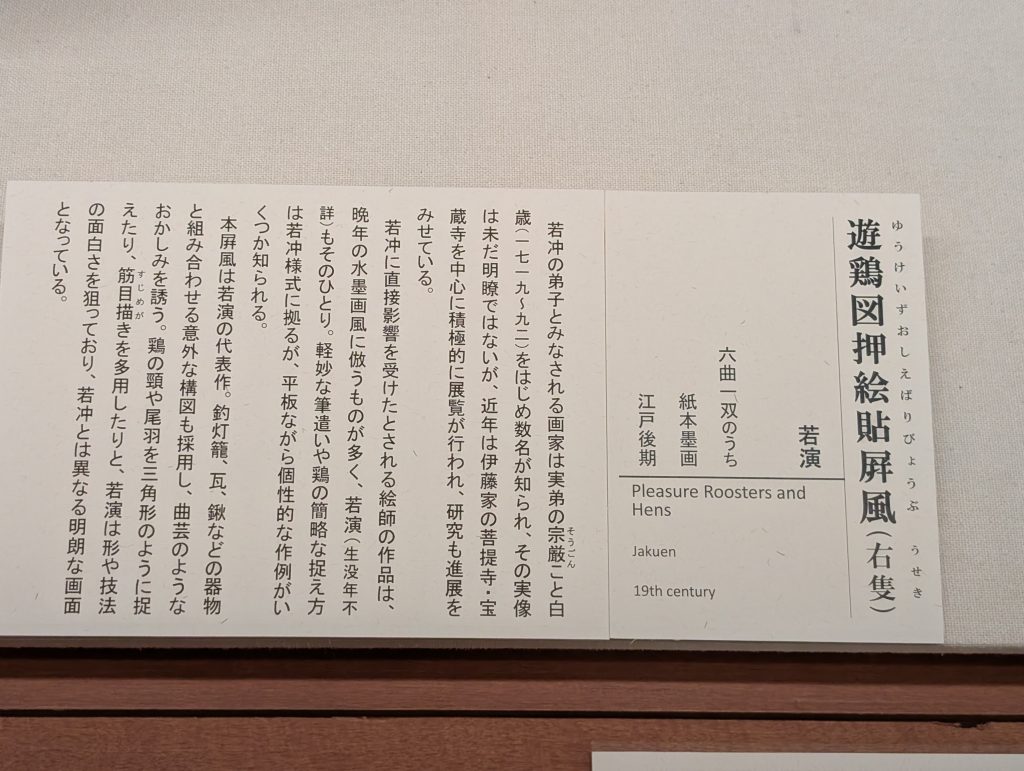 ゆうけいずおしえばりびょうぶ うせき
遊鶏図押絵貼屛風（右隻）
若演
六曲一双のうち
紙本墨画
江戸後期
Pleasure Roosters and
Hens
Jakuen
19th century
若冲の弟子とみなされる画家は実弟の宗厳こと白
そうごん
歳（一七一九～九二）をはじめ数名が知られ、その実像
は未だ明瞭ではないが、近年は伊藤家の菩提寺・宝
蔵寺を中心に積極的に展覧が行われ、研究も進展を
みせている。
若冲に直接影響を受けたとされる絵師の作品は、
晩年の水墨画風に倣うものが多く、若演（生没年不
詳）もそのひとり。軽妙な筆遣いや鶏の簡略な捉え方
は若冲様式に拠るが、平板ながら個性的な作例がい
くつか知られる。
本屛風は若演の代表作。釣灯籠、瓦、鍬などの器物
と組み合わせる意外な構図も採用し、曲芸のような
おかしみを誘う。鶏の頸や尾羽を三角形のように捉
えたり、筋目描きを多用したりと、若演は形や技法
すじめが
の面白さを狙っており、若冲とは異なる明朗な画面
となっている。